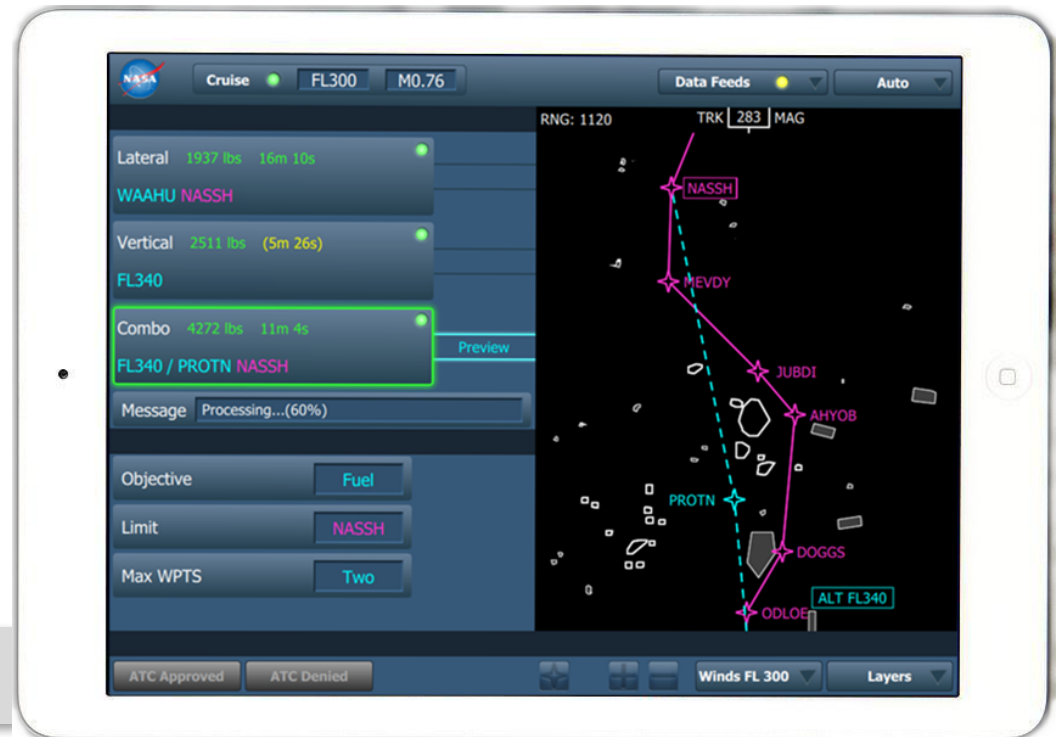 NASA
Cruise FL300 M0.76
Data Feeds Auto
Lateral 1937 lbs 16m 10s
WAAHU NASSH
Vertical 2511 lbs (5m 26s)
FL340
Combo 4272 lbs 11m 4s
FL340 / PROTN NASSH
Preview
Message Processing...(60%)
Objective Fuel
Limit NASSH
Max WPTS Two
RNG: 1120 TRK 283 MAG
NASSH
MEVDY
JUBDI
AHYOB
PROTN
DOGGS
ALT FL340
ODLOE
ATC Approved ATC Denied
Winds FL 300 Layers